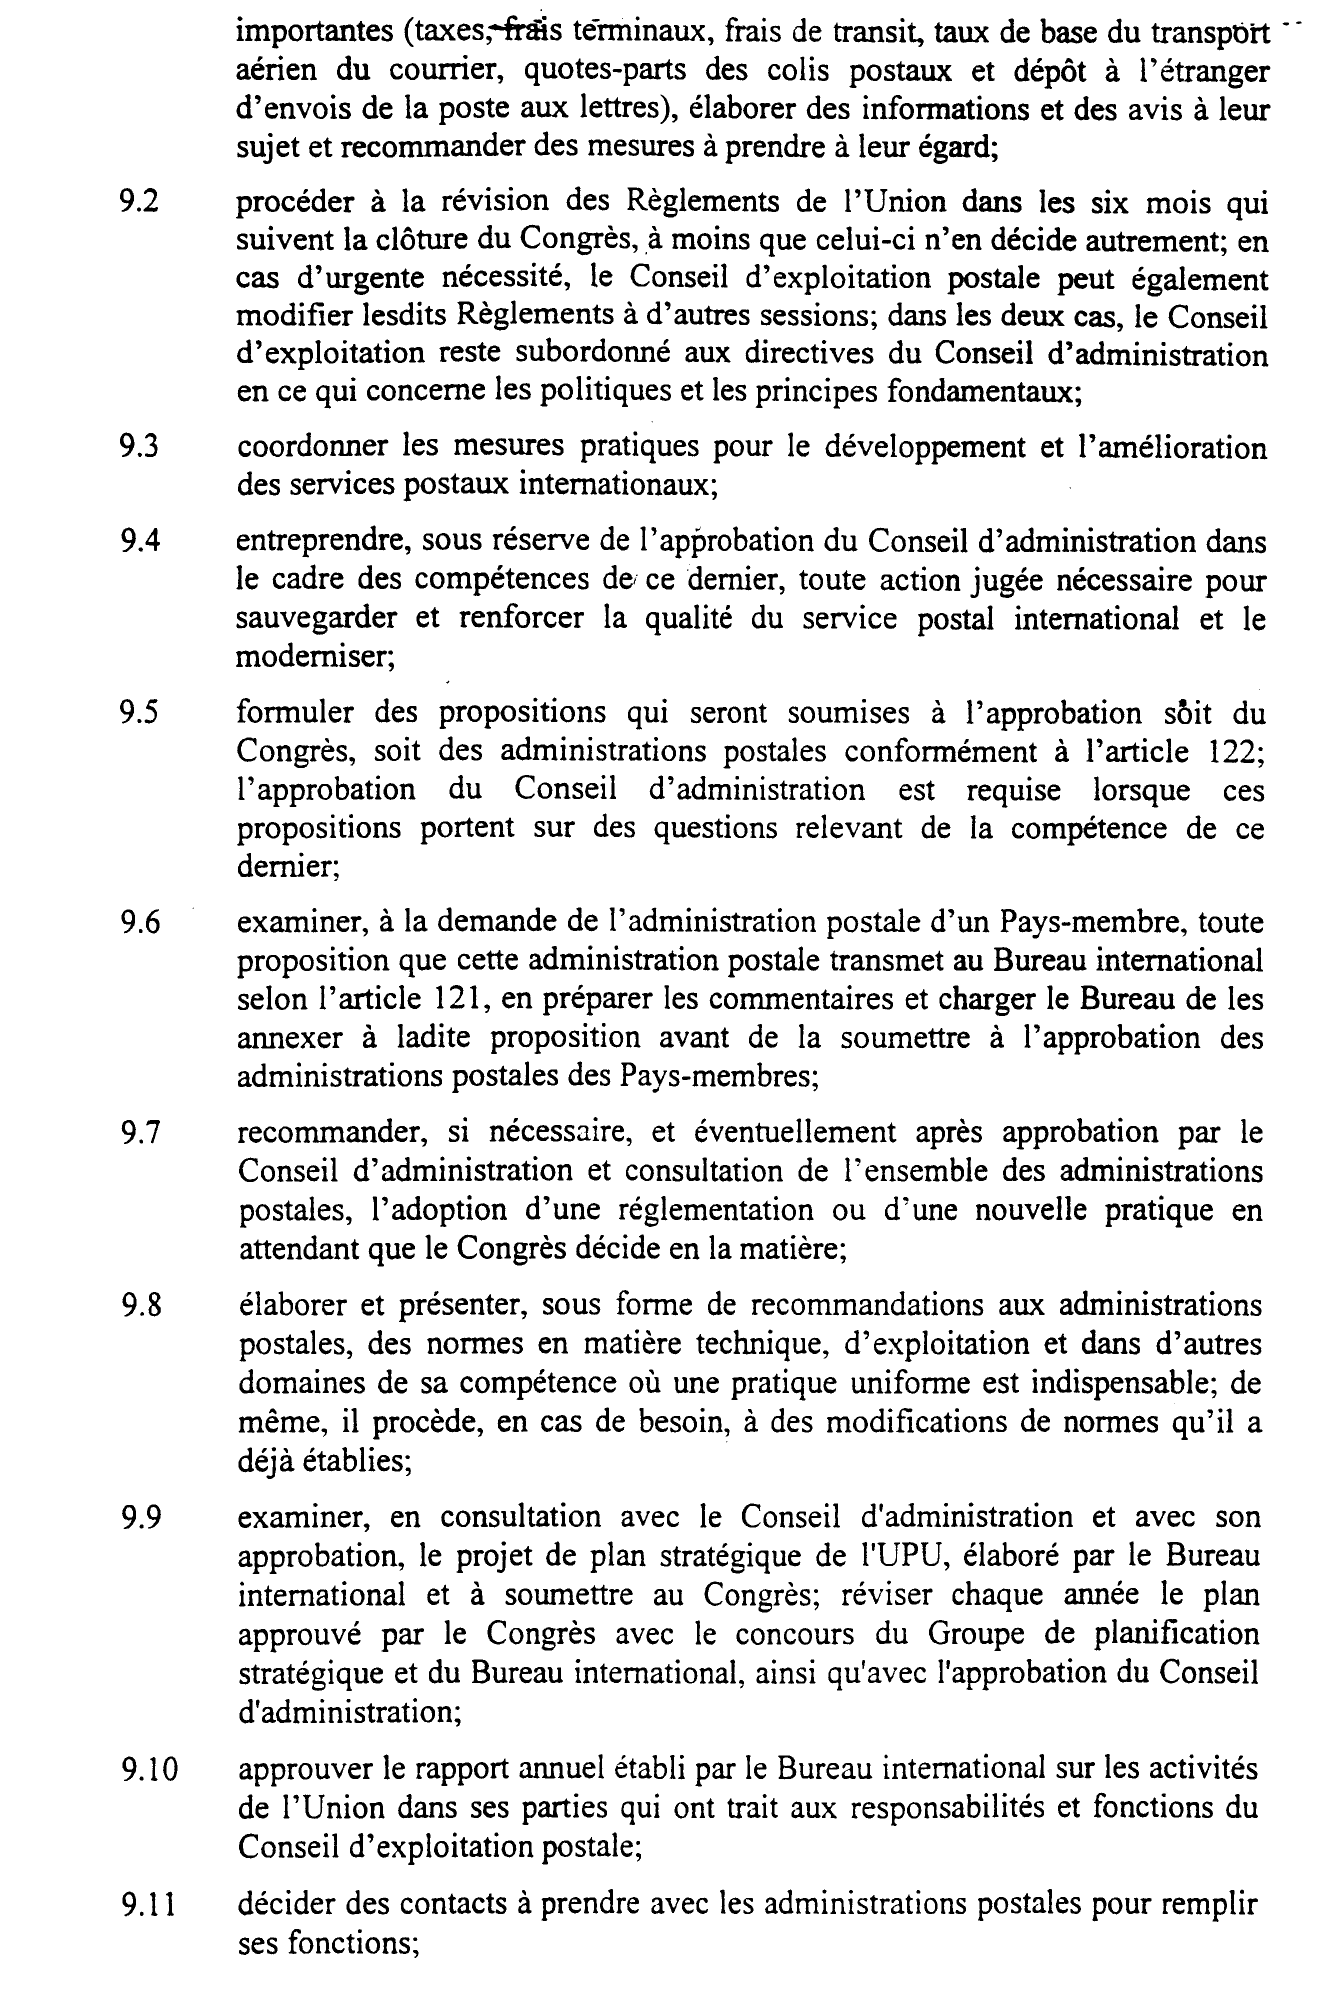 importantes (taxes, frais terminaux, frais de transit, taux de base du transport
aérien du courrier, quotes-parts des colis postaux et dépôt à l'étranger
d'envois de la poste aux lettres), élaborer des informations et des avis à leur
sujet et recommander des mesures à prendre à leur égard;
9.2 procéder à la révision des Règlements de l'Union dans les six mois qui
suivent la clôture du Congrès, à moins que celui-ci n'en décide autrement; en
cas d'urgente nécessité, le Conseil d'exploitation postale peut également
modifier lesdits Règlements à d'autres sessions; dans les deux cas, le Conseil
d'exploitation reste subordonné aux directives du Conseil d'administration
en ce qui concerne les politiques et les principes fondamentaux;
9.3 coordonner les mesures pratiques pour le développement et l'amélioration
des services postaux internationaux;
9.4 entreprendre, sous réserve de l'approbation du Conseil d'administration dans
le cadre des compétences de ce dernier, toute action jugée nécessaire pour
sauvegarder et renforcer la qualité du service postal international et le
moderniser;
9.5 formuler des propositions qui seront soumises à l'approbation soit du
Congrès, soit des administrations postales conformément à l'article 122;
l'approbation du Conseil d'administration est requise lorsque ces
propositions portent sur des questions relevant de la compétence de ce
dernier;
9.6 examiner, à la demande de l'administration postale d'un Pays-membre, toute
proposition que cette administration postale transmet au Bureau international
selon l'article 121, en préparer les commentaires et charger le Bureau de les
annexer à ladite proposition avant de la soumettre à l'approbation des
administrations postales des Pays-membres;
9.7 recommander, si nécessaire, et éventuellement après approbation par le
Conseil d'administration et consultation de l'ensemble des administrations
postales, l'adoption d'une réglementation ou d'une nouvelle pratique en
attendant que le Congrès décide en la matière;
9.8 élaborer et présenter, sous forme de recommandations aux administrations
postales, des normes en matière technique, d'exploitation et dans d'autres
domaines de sa compétence où une pratique uniforme est indispensable; de
même, il procède, en cas de besoin, à des modifications de normes qu'il a
déjà établies;
9.9 examiner, en consultation avec le Conseil d'administration et avec son
approbation, le projet de plan stratégique de l'UPU, élaboré par le Bureau
international et à soumettre au Congrès; réviser chaque année le plan
approuvé par le Congrès avec le concours du Groupe de planification
stratégique et du Bureau international, ainsi qu'avec l'approbation du Conseil
d'administration;
9.10 approuver le rapport annuel établi par le Bureau international sur les activités
de l'Union dans ses parties qui ont trait aux responsabilités et fonctions du
Conseil d'exploitation postale;
9.11 décider des contacts à prendre avec les administrations postales pour remplir
ses fonctions;